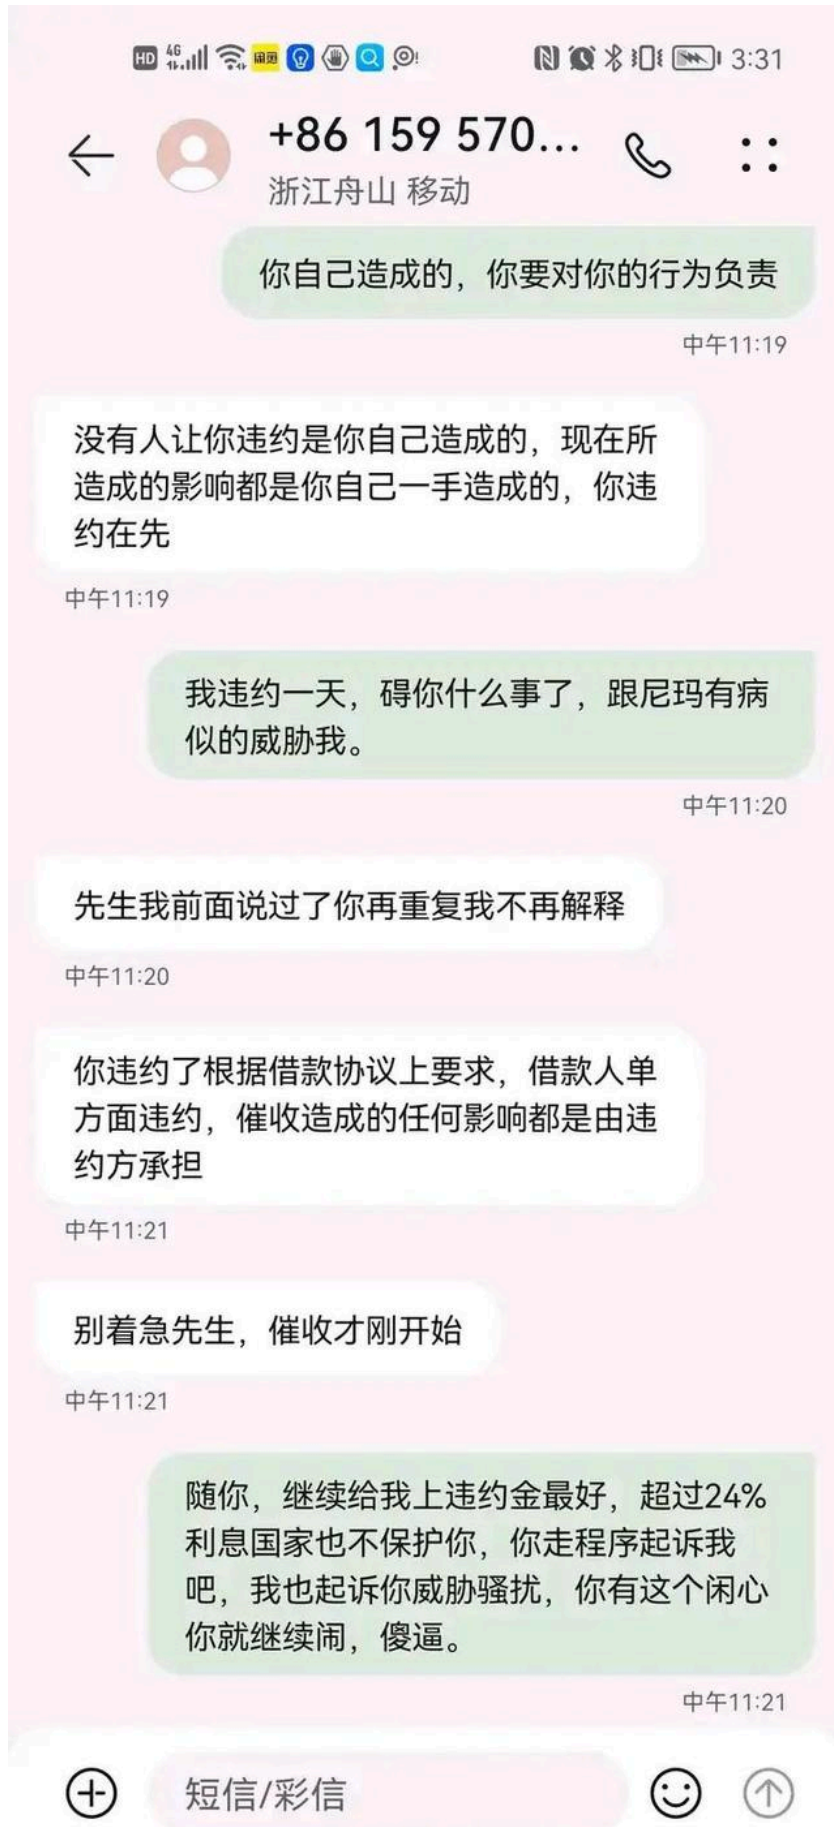 HD 4G 闲鱼 3:31
+86 159 570...
浙江舟山 移动
你自己造成的，你要对你的行为负责
中午11:19
没有人让你违约是你自己造成的，现在所
造成的影响都是你自己一手造成的，你违
约在先
中午11:19
我违约一天，碍你什么事了，跟尼玛有病
似的威胁我。
中午11:20
先生我前面说过了你再重复我不再解释
中午11:20
你违约了根据借款协议上要求，借款人单
方面违约，催收造成的任何影响都是由违
约方承担
中午11:21
别着急先生，催收才刚开始
中午11:21
随你，继续给我上违约金最好，超过24%
利息国家也不保护你，你走程序起诉我
吧，我也起诉你威胁骚扰，你有这个闲心
你就继续闹，傻逼。
中午11:21
短信/彩信